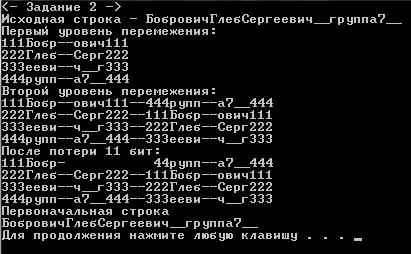 <- Задание 2 ->
Исходная строка - БобровичГлебСергеевич__группа7__
Первый уровень перемежения:
111Бобр--ович111
222Глеб--Серг222
333ееви--ч__г333
444рупп--а7__444
Второй уровень перемежения:
111Бобр--ович111--444рупп--а7__444
222Глеб--Серг222--111Бобр--ович111
333ееви--ч__г333--222Глеб--Серг222
444рупп--а7__444--333ееви--ч__г333
После потери 11 бит:
111Бобр-           44рупп--а7__444
222Глеб--Серг222--111Бобр--ович111
333ееви--ч__г333--222Глеб--Серг222
444рупп--а7__444--333ееви--ч__г333
Первоначальная строка
БобровичГлебСергеевич__группа7__
Для продолжения нажмите любую клавишу . . . _